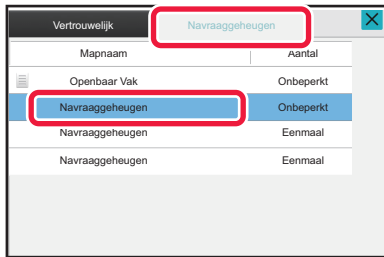 Vertrouwelijk Navraaggeheugen
Mapnaam Aantal
Openbaar Vak Onbeperkt
Navraaggeheugen Onbeperkt
Navraaggeheugen Eenmaal
Navraaggeheugen Eenmaal